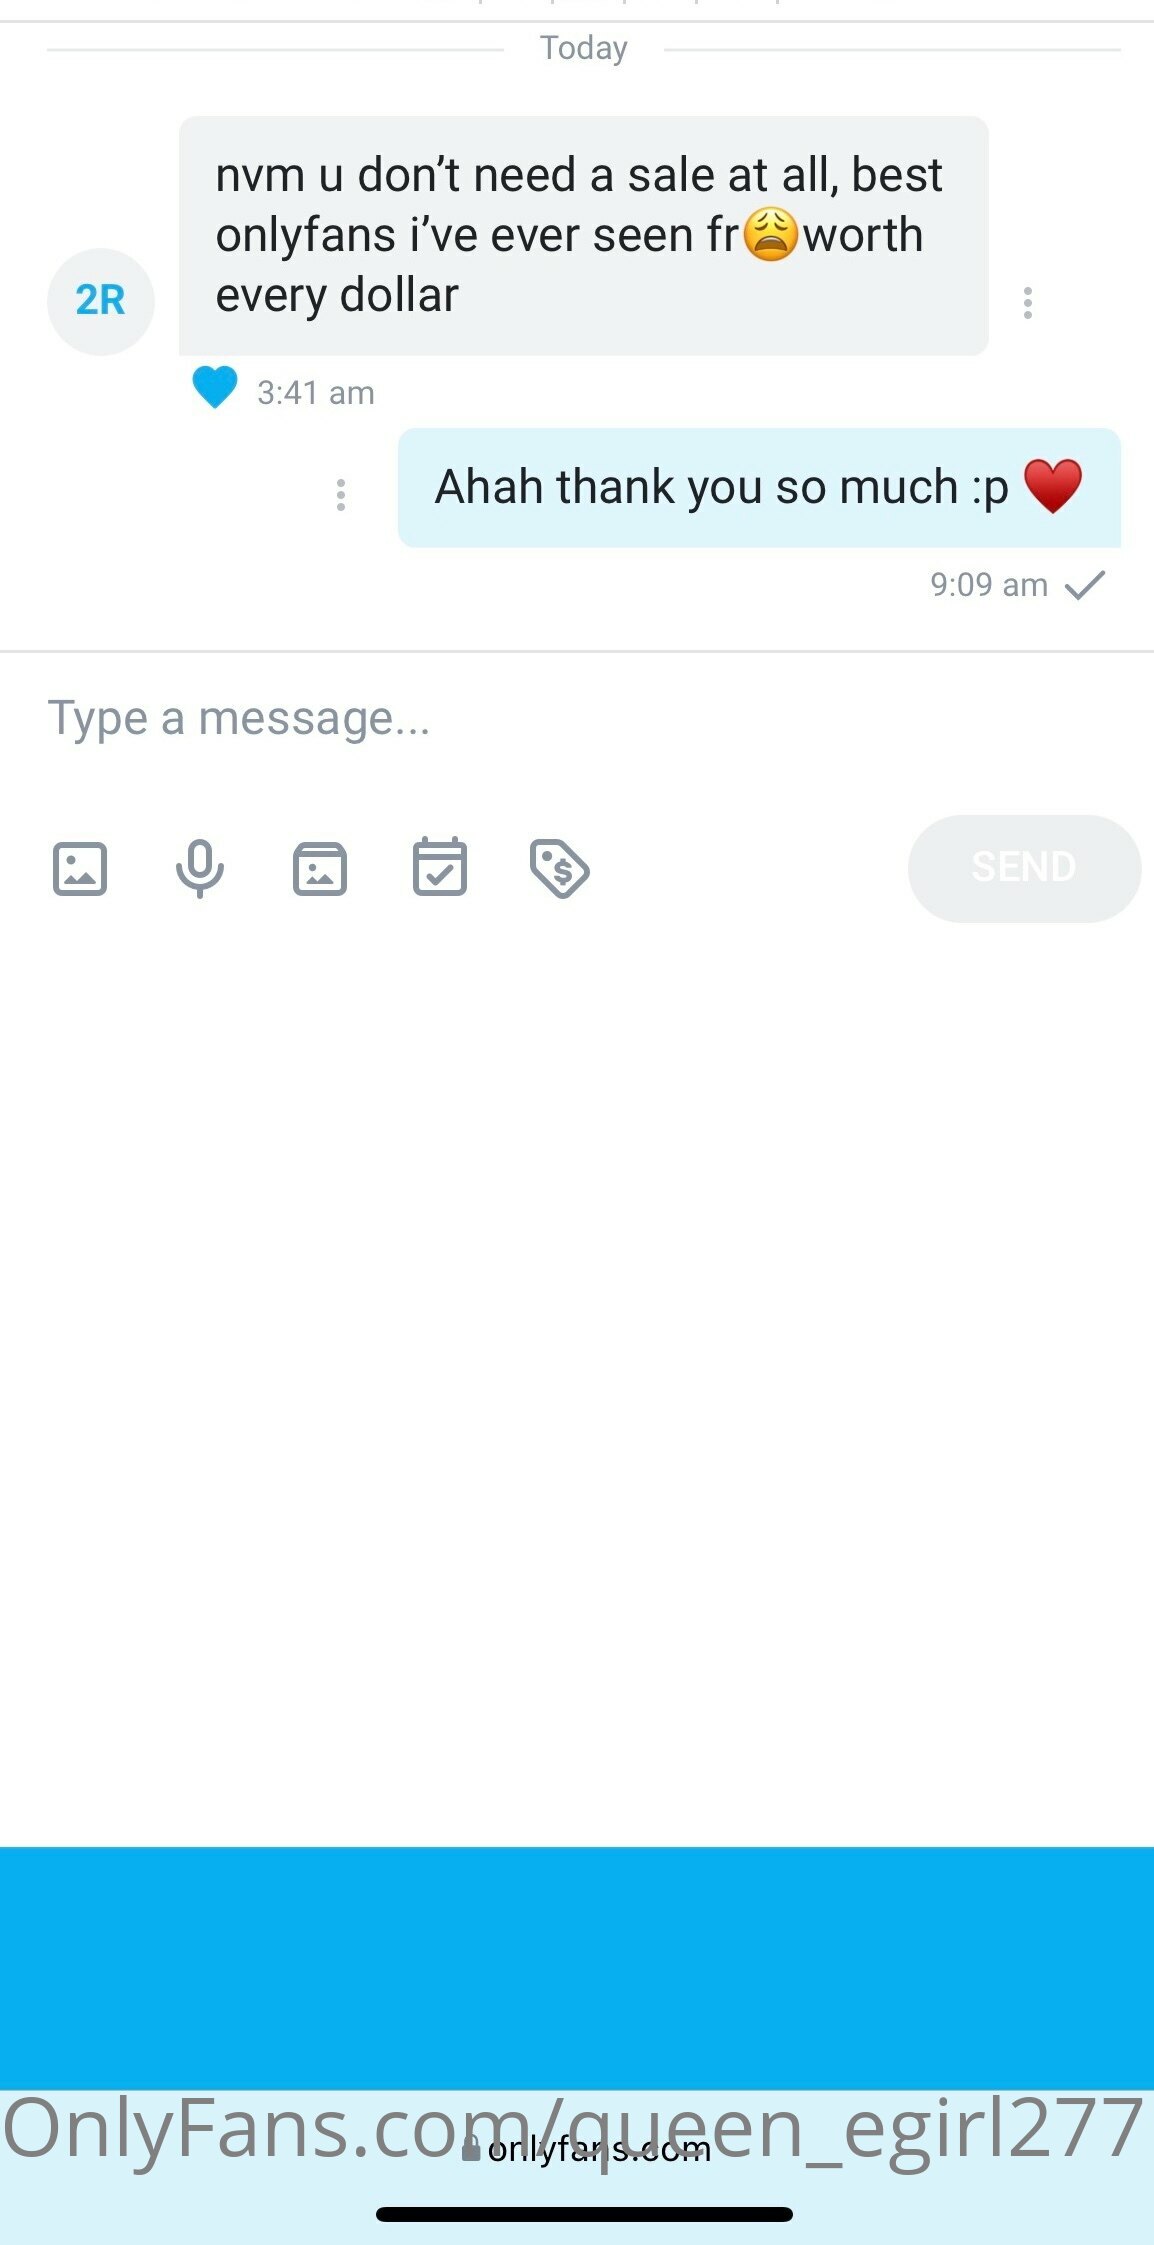 Today
nvm u don’t need a sale at all, best
onlyfans i’ve ever seen fr😩worth
every dollar
2R
3:41 am
Ahah thank you so much :p ♥️
9:09 am
Type a message...
SEND
OnlyFans.com/queen_egirl277
onlyfans.com